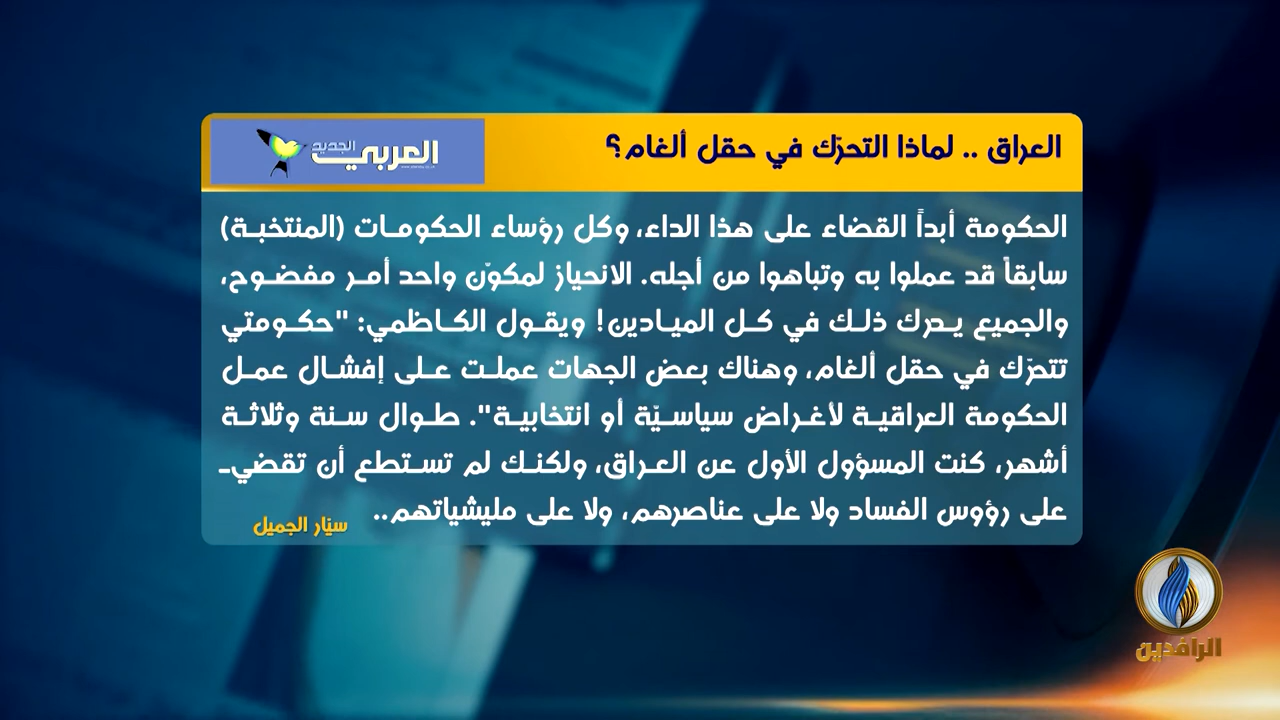 العراق .. لماذا التحرّك في حقل ألغام؟
العربي الجديد
الحكومة أبداً القضاء على هذا الداء، وكل رؤساء الحكومات (المنتخبة)
سابقاً قد عملوا به وتباهوا من أجله. الانحياز لمكوّن واحد أمر مفضوح،
والجميع يدرك ذلك في كل الميادين! ويقول الكاظمي: "حكومتي
تتحرّك في حقل ألغام، وهناك بعض الجهات عملت على إفشال عمل
الحكومة العراقية لأغراض سياسيّة أو انتخابية". طوال سنة وثلاثة
أشهر، كنت المسؤول الأول عن العراق، ولكنك لم تستطع أن تقضي
على رؤوس الفساد ولا على عناصرهم، ولا على مليشياتهم..
سيّار الجميل
الرافدين